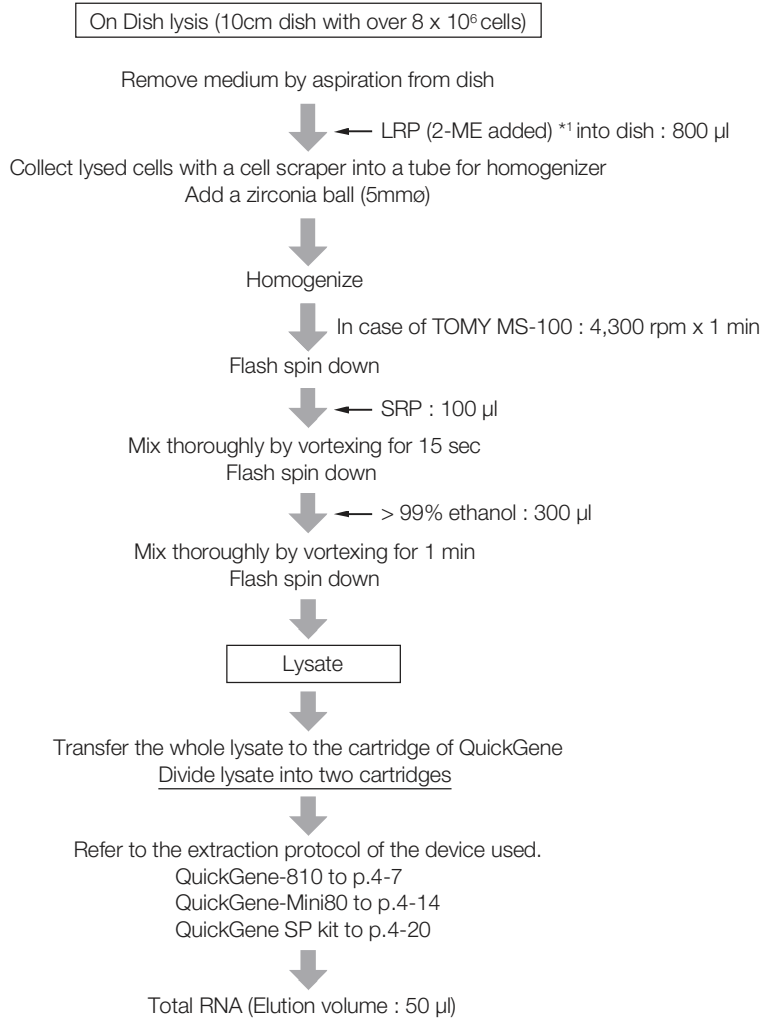 On Dish lysis (10cm dish with over 8 x 10⁶ cells)
Remove medium by aspiration from dish
LRP (2-ME added) *¹ into dish : 800 µl
Collect lysed cells with a cell scraper into a tube for homogenizer
Add a zirconia ball (5mmø)
Homogenize
In case of TOMY MS-100 : 4,300 rpm x 1 min
Flash spin down
SRP : 100 µl
Mix thoroughly by vortexing for 15 sec
Flash spin down
> 99% ethanol : 300 µl
Mix thoroughly by vortexing for 1 min
Flash spin down
Lysate
Transfer the whole lysate to the cartridge of QuickGene
Divide lysate into two cartridges
Refer to the extraction protocol of the device used.
QuickGene-810 to p.4-7
QuickGene-Mini80 to p.4-14
QuickGene SP kit to p.4-20
Total RNA (Elution volume : 50 µl)